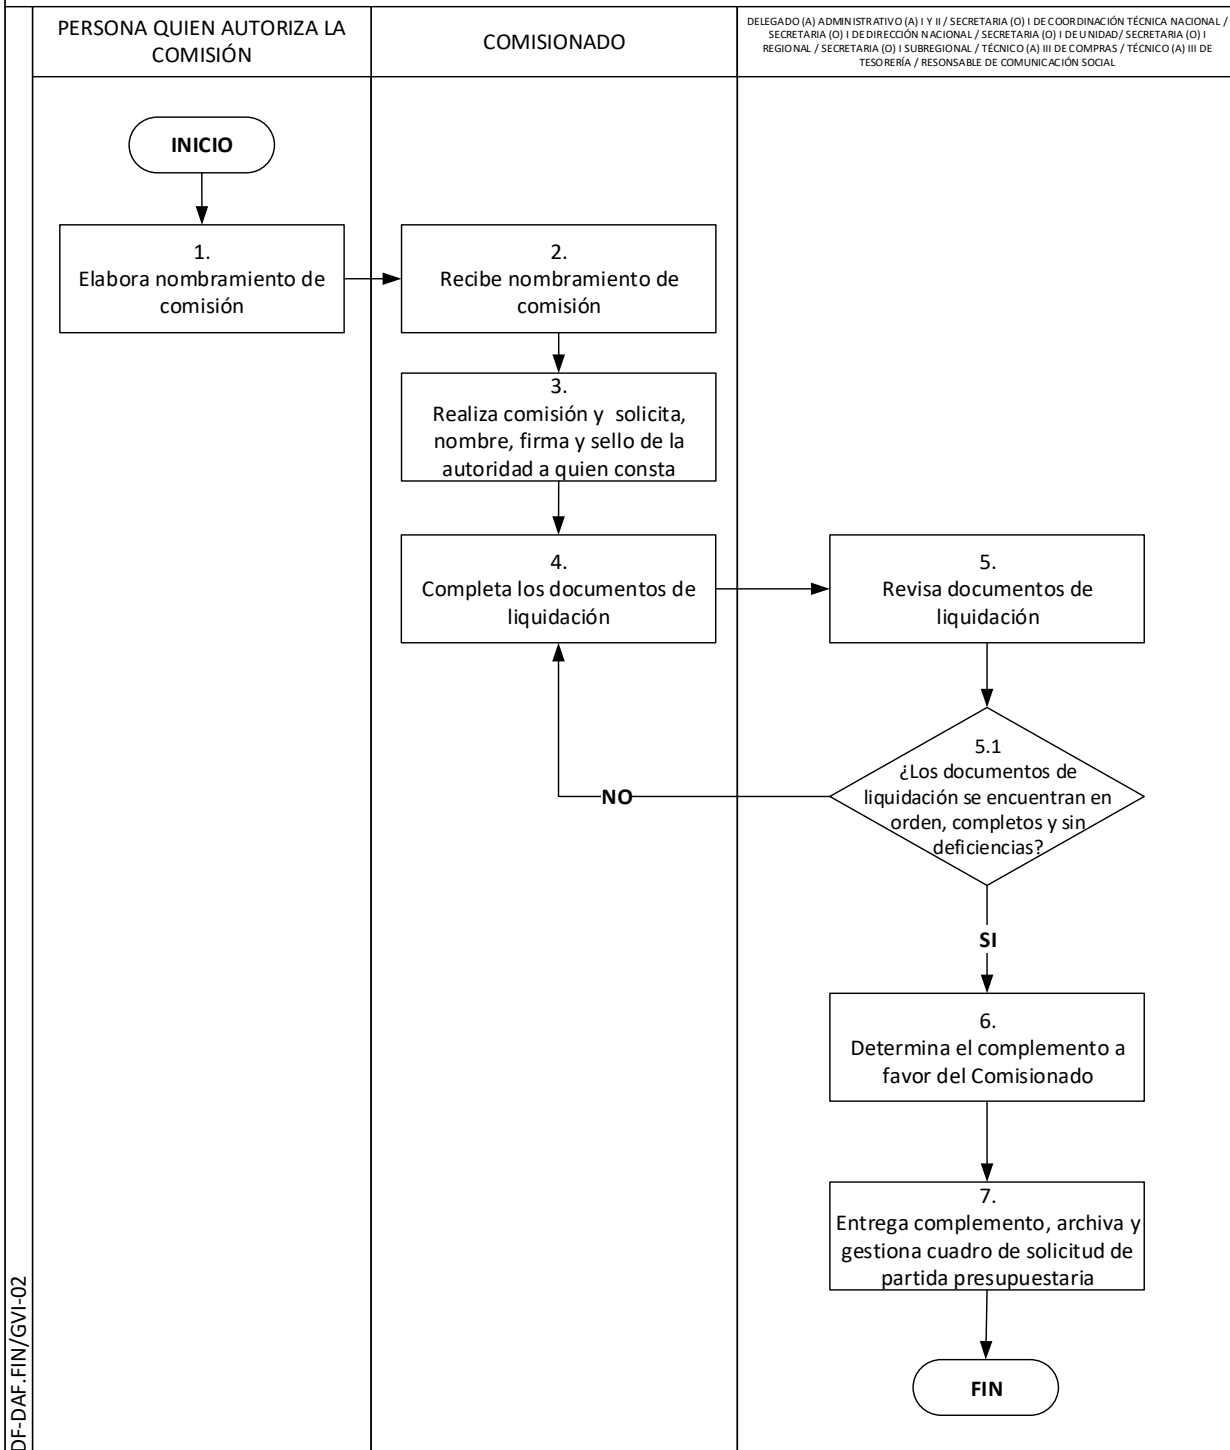 PERSONA QUIEN AUTORIZA LA
COMISIÓN
COMISIONADO
DELEGADO (A) ADMINISTRATIVO (A) I Y II / SECRETARIA (O) I DE COORDINACIÓN TÉCNICA NACIONAL /
SECRETARIA (O) I DE DIRECCIÓN NACIONAL / SECRETARIA (O) I DE UNIDAD/ SECRETARIA (O) I
REGIONAL / SECRETARIA (O) I SUBREGIONAL / TÉCNICO (A) III DE COMPRAS / TÉCNICO (A) III DE
TESORERÍA / RESONSABLE DE COMUNICACIÓN SOCIAL
INICIO
1.
Elabora nombramiento de
comisión
2.
Recibe nombramiento de
comisión
3.
Realiza comisión y solicita,
nombre, firma y sello de la
autoridad a quien consta
4.
Completa los documentos de
liquidación
5.
Revisa documentos de
liquidación
5.1
¿Los documentos de
liquidación se encuentran en
orden, completos y sin
deficiencias?
NO
SI
6.
Determina el complemento a
favor del Comisionado
7.
Entrega complemento, archiva y
gestiona cuadro de solicitud de
partida presupuestaria
FIN
DF-DAF.FIN/GVI-02